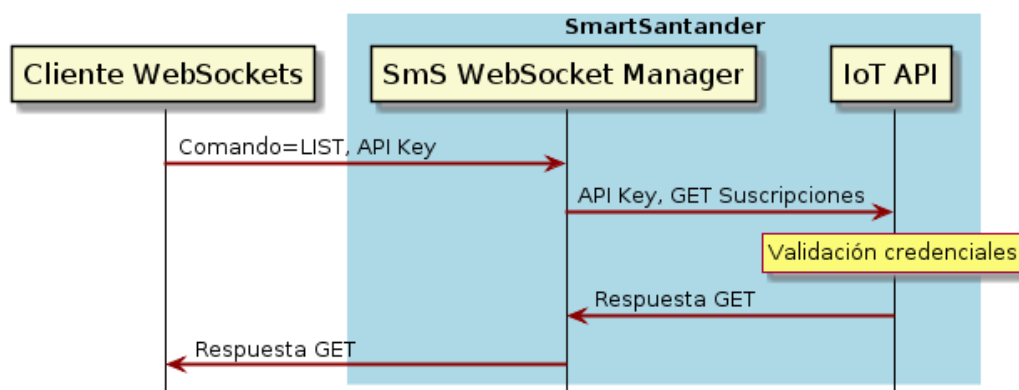 SmartSantander
Cliente WebSockets
SmS WebSocket Manager
IoT API
Comando=LIST, API Key
API Key, GET Suscripciones
Validación credenciales
Respuesta GET
Respuesta GET